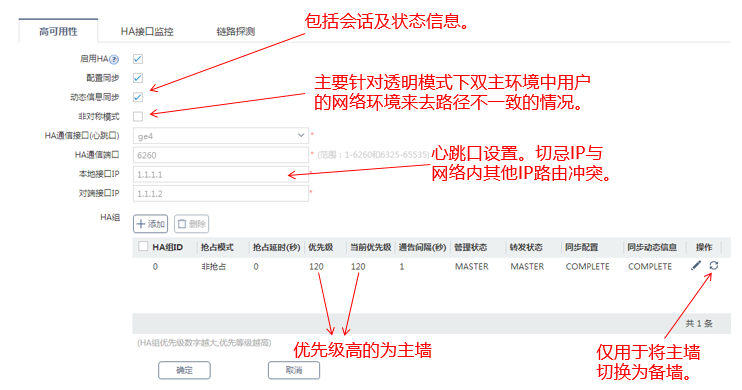 包括会话及状态信息。
高可用性 HA接口监控 链路探测
启用HA
配置同步
动态信息同步
主要针对透明模式下双主环境中用户
的网络环境来去路径不一致的情况。
非对称模式
HA通信接口(心跳口) ge4 *
HA通信端口 6260 * (范围：1-6260和6325-65535)
心跳口设置。切忌IP与
网络内其他IP路由冲突。
本地接口IP 1.1.1.1 *
对端接口IP 1.1.1.2 *
HA组 添加 删除
HA组ID 抢占模式 抢占延时(秒) 优先级 当前优先级 通告间隔(秒) 管理状态 转发状态 同步配置 同步动态信息 操作
0 非抢占 0 120 120 1 MASTER MASTER COMPLETE COMPLETE
共 1 条
(HA组优先级数字越大,优先等级越高)
优先级高的为主墙
仅用于将主墙
切换为备墙。
确定 取消